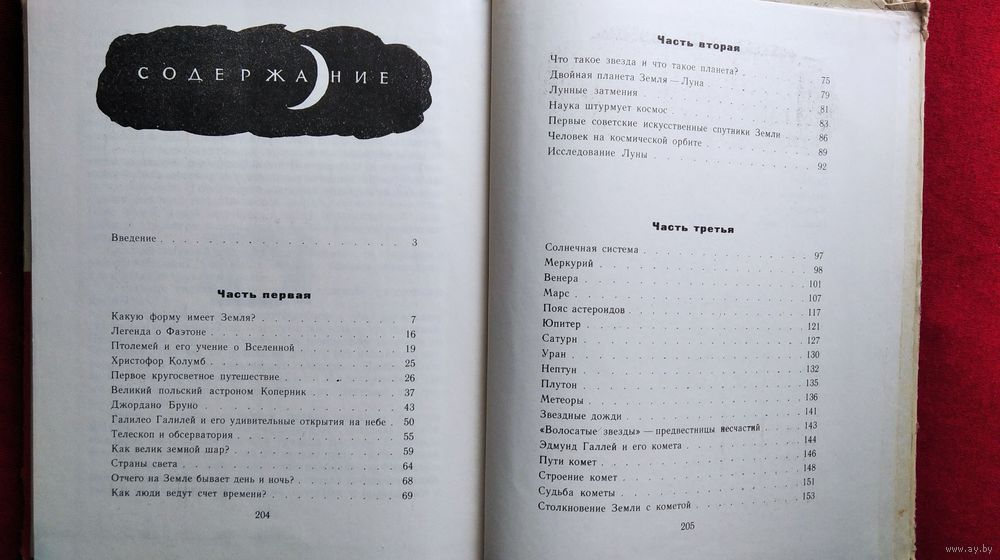 СОДЕРЖАНИЕ
Введение . . . . . . . . . . . . . . . . . . 3
Часть первая
Какую форму имеет Земля? . . . . . . . . . . 7
Легенда о Фаэтоне . . . . . . . . . . . . . 16
Птолемей и его учение о Вселенной . . . . . . 19
Христофор Колумб . . . . . . . . . . . . . . 25
Первое кругосветное путешествие . . . . . . . 26
Великий польский астроном Коперник . . . . . . 37
Джордано Бруно . . . . . . . . . . . . . . . 43
Галилео Галилей и его удивительные открытия на небе . 50
Телескоп и обсерватория . . . . . . . . . . . 55
Как велик земной шар? . . . . . . . . . . . . 59
Страны света . . . . . . . . . . . . . . . . 64
Отчего на Земле бывает день и ночь? . . . . . . 68
Как люди ведут счет времени? . . . . . . . . . 69
204
Часть вторая
Что такое звезда и что такое планета? . . . . . 75
Двойная планета Земля — Луна . . . . . . . . 79
Лунные затмения . . . . . . . . . . . . . . 81
Наука штурмует космос . . . . . . . . . . . 83
Первые советские искусственные спутники Земли . . 86
Человек на космической орбите . . . . . . . . 89
Исследование Луны . . . . . . . . . . . . . 92
Часть третья
Солнечная система . . . . . . . . . . . . . 97
Меркурий . . . . . . . . . . . . . . . . . 98
Венера . . . . . . . . . . . . . . . . . . 101
Марс . . . . . . . . . . . . . . . . . . . 107
Пояс астероидов . . . . . . . . . . . . . . 117
Юпитер . . . . . . . . . . . . . . . . . . 121
Сатурн . . . . . . . . . . . . . . . . . . 127
Уран . . . . . . . . . . . . . . . . . . . 130
Нептун . . . . . . . . . . . . . . . . . . 132
Плутон . . . . . . . . . . . . . . . . . . 135
Метеоры . . . . . . . . . . . . . . . . . . 136
Звездные дожди . . . . . . . . . . . . . . 141
«Волосатые звезды» — предвестницы несчастий . . . 143
Эдмунд Галлей и его комета . . . . . . . . . 144
Пути комет . . . . . . . . . . . . . . . . 146
Строение комет . . . . . . . . . . . . . . 148
Судьба кометы . . . . . . . . . . . . . . . 151
Столкновение Земли с кометой . . . . . . . . 153
205
www.ay.by